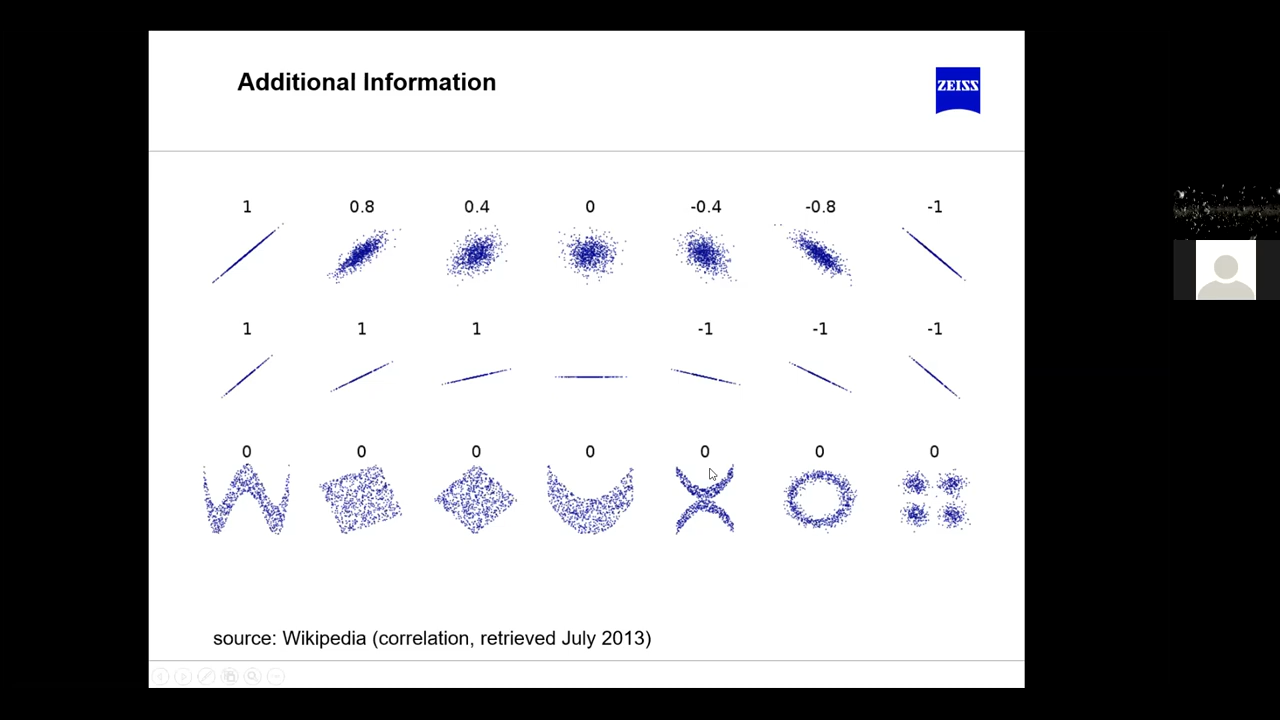 Additional Information
ZEISS
1 0.8 0.4 0 -0.4 -0.8 -1
1 1 1 -1 -1 -1
0 0 0 0 0 0 0
source: Wikipedia (correlation, retrieved July 2013)